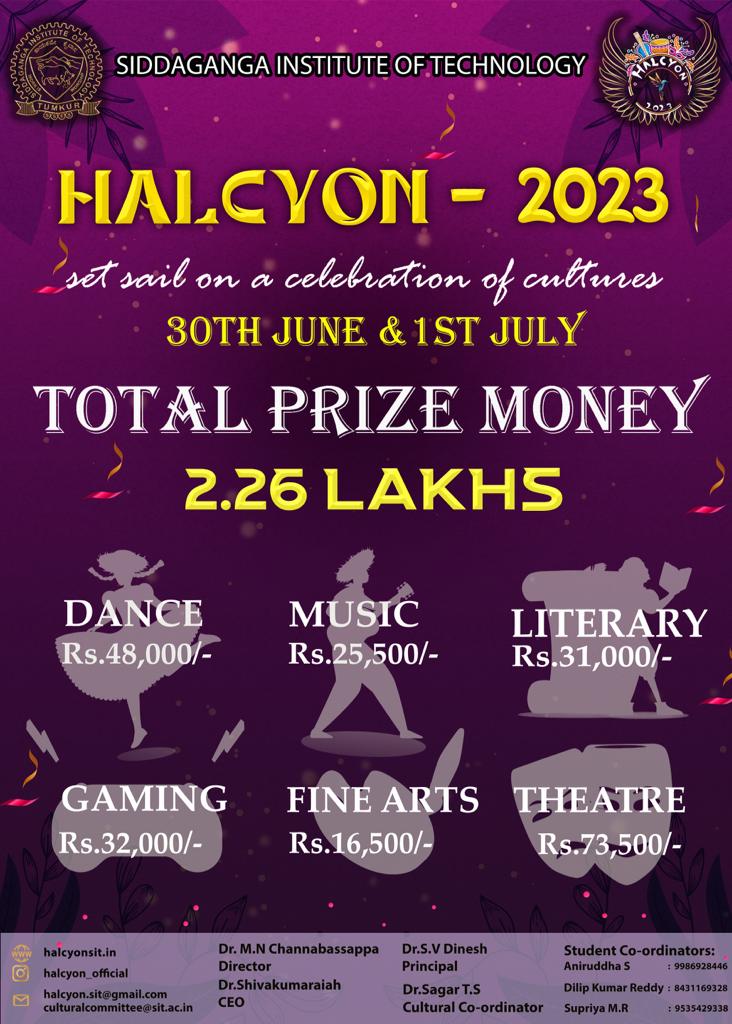 SIDDAGANGA INSTITUTE OF TECHNOLOGY
TUMKUR
HALCYON
2023
HALCYON - 2023
set sail on a celebration of cultures
30TH JUNE & 1ST JULY
TOTAL PRIZE MONEY
2.26 LAKHS
DANCE
Rs.48,000/-
MUSIC
Rs.25,500/-
LITERARY
Rs.31,000/-
GAMING
Rs.32,000/-
FINE ARTS
Rs.16,500/-
THEATRE
Rs.73,500/-
www
halcyonsit.in
halcyon_official
halcyon.sit@gmail.com
culturalcommittee@sit.ac.in
Dr. M.N Channabassappa
Director
Dr.Shivakumaraiah
CEO
Dr.S.V Dinesh
Principal
Dr.Sagar T.S
Cultural Co-ordinator
Student Co-ordinators:
Aniruddha S : 9986928446
Dilip Kumar Reddy : 8431169328
Supriya M.R : 9535429338